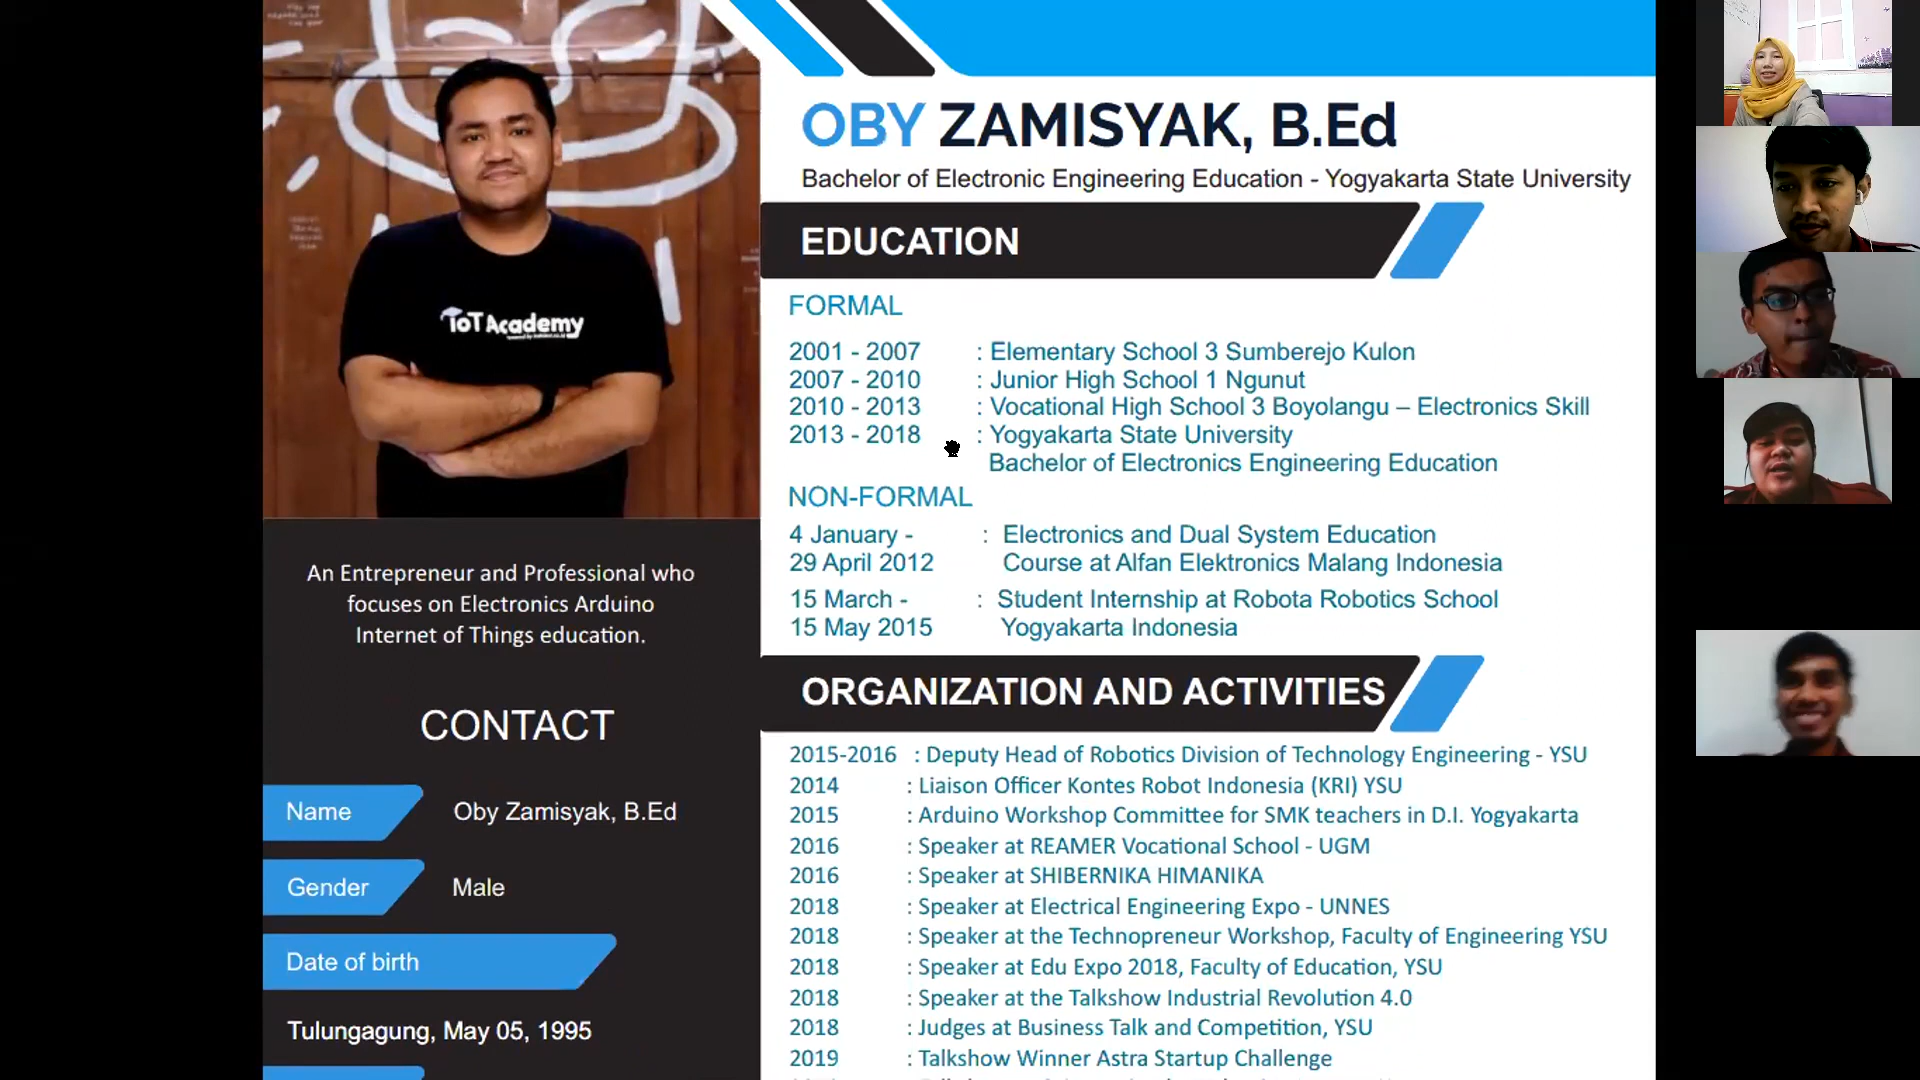 OBY ZAMISYAK, B.Ed
Bachelor of Electronic Engineering Education - Yogyakarta State University
EDUCATION
FORMAL
2001 - 2007 : Elementary School 3 Sumberejo Kulon
2007 - 2010 : Junior High School 1 Ngunut
2010 - 2013 : Vocational High School 3 Boyolangu – Electronics Skill
2013 - 2018 : Yogyakarta State University
Bachelor of Electronics Engineering Education
NON-FORMAL
4 January - : Electronics and Dual System Education
29 April 2012 Course at Alfan Elektronics Malang Indonesia
15 March - : Student Internship at Robota Robotics School
15 May 2015 Yogyakarta Indonesia
ORGANIZATION AND ACTIVITIES
2015-2016 : Deputy Head of Robotics Division of Technology Engineering - YSU
2014 : Liaison Officer Kontes Robot Indonesia (KRI) YSU
2015 : Arduino Workshop Committee for SMK teachers in D.I. Yogyakarta
2016 : Speaker at REAMER Vocational School - UGM
2016 : Speaker at SHIBERNIKA HIMANIKA
2018 : Speaker at Electrical Engineering Expo - UNNES
2018 : Speaker at the Technopreneur Workshop, Faculty of Engineering YSU
2018 : Speaker at Edu Expo 2018, Faculty of Education, YSU
2018 : Speaker at the Talkshow Industrial Revolution 4.0
2018 : Judges at Business Talk and Competition, YSU
2019 : Talkshow Winner Astra Startup Challenge
IoT Academy
An Entrepreneur and Professional who
focuses on Electronics Arduino
Internet of Things education.
CONTACT
Name Oby Zamisyak, B.Ed
Gender Male
Date of birth
Tulungagung, May 05, 1995